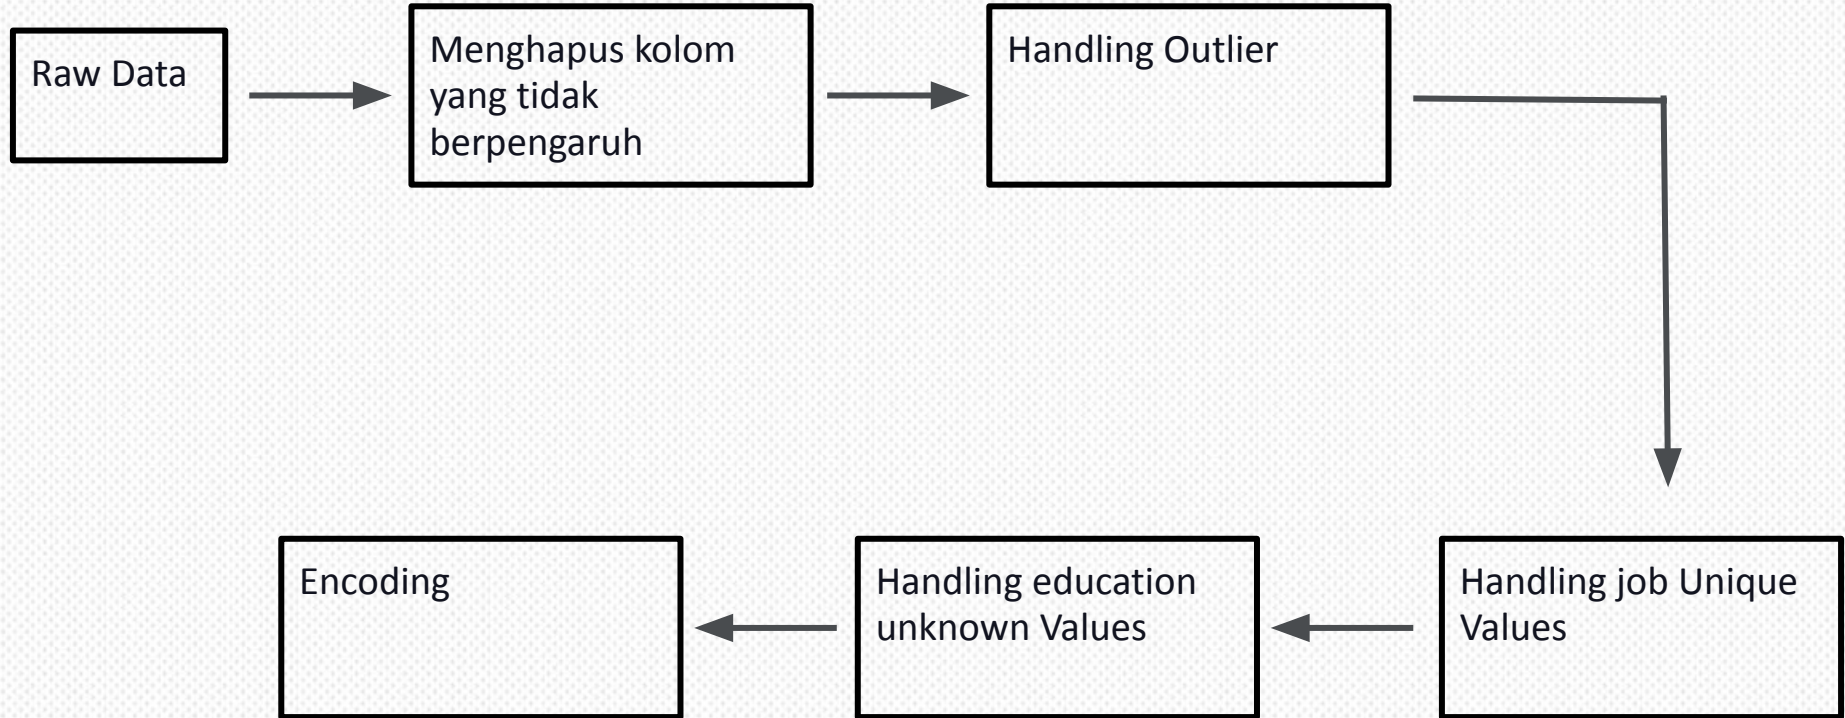 Raw Data
Menghapus kolom
yang tidak
berpengaruh
Handling Outlier
Handling job Unique
Values
Handling education
unknown Values
Encoding